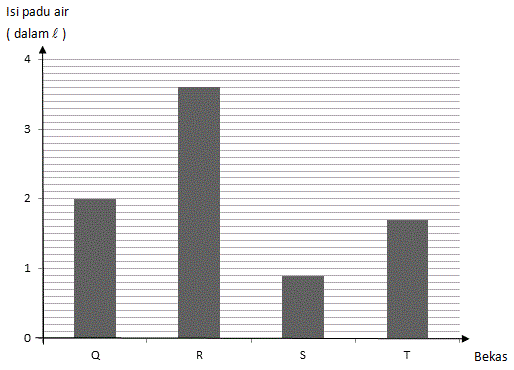 Isi padu air
( dalam ℓ )
4
3
2
1
0
Q R S T
Bekas